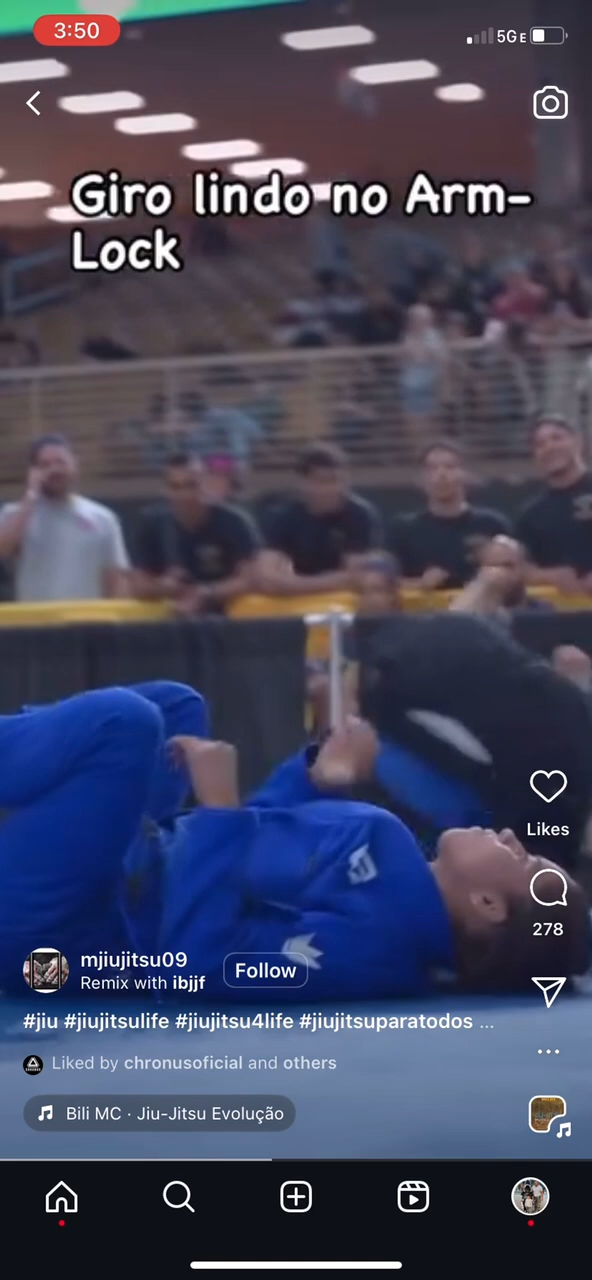 3:50
5G E
Giro lindo no Arm-
Lock
Likes
278
mjiujitsu09
Remix with ibjjf
Follow
#jiu #jiujitsulife #jiujitsu4life #jiujitsuparatodos ...
Liked by chronusoficial and others
Bili MC · Jiu-Jitsu Evolução